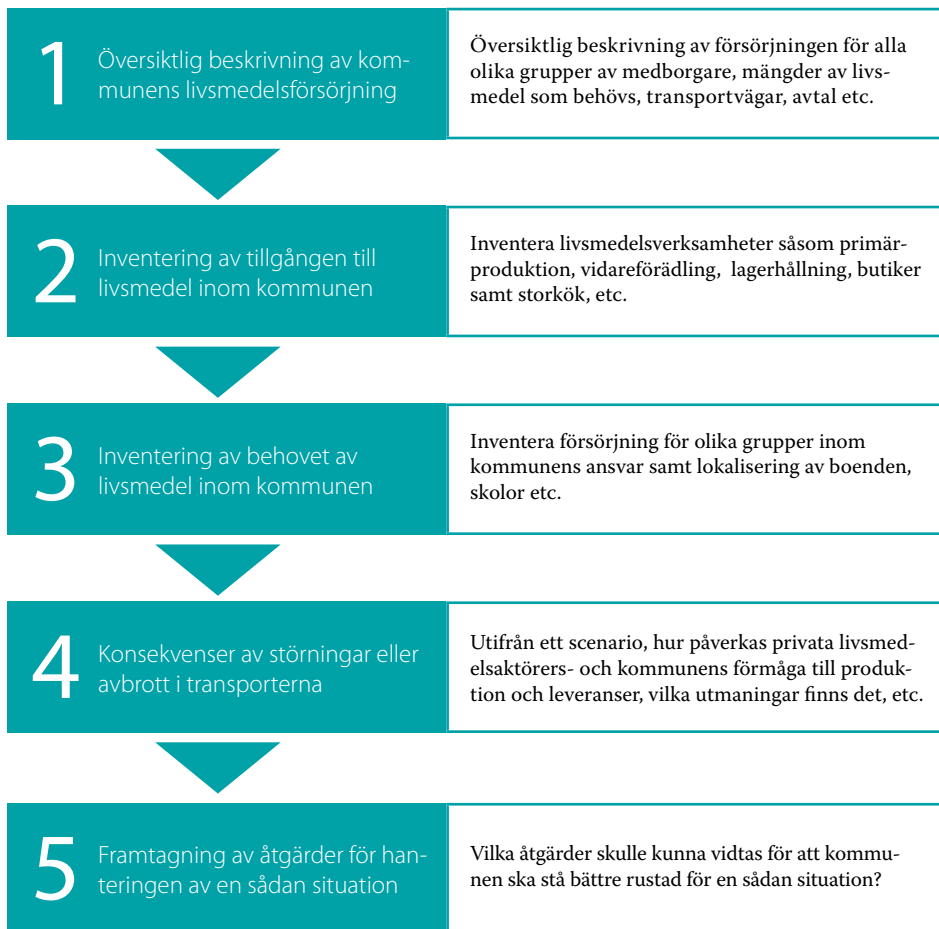 1
Översiktlig beskrivning av kom-
munens livsmedelsförsörjning
Översiktlig beskrivning av försörjningen för alla
olika grupper av medborgare, mängder av livs-
medel som behövs, transportvägar, avtal etc.
2
Inventering av tillgången till
livsmedel inom kommunen
Inventera livsmedelsverksamheter såsom primär-
produktion, vidareförädling, lagerhållning, butiker
samt storkök, etc.
3
Inventering av behovet av
livsmedel inom kommunen
Inventera försörjning för olika grupper inom
kommunens ansvar samt lokalisering av boenden,
skolor etc.
4
Konsekvenser av störningar eller
avbrott i transporterna
Utifrån ett scenario, hur påverkas privata livsmed-
elsaktörers- och kommunens förmåga till produk-
tion och leveranser, vilka utmaningar finns det, etc.
5
Framtagning av åtgärder för han-
teringen av en sådan situation
Vilka åtgärder skulle kunna vidtas för att kommu-
nen ska stå bättre rustad för en sådan situation?